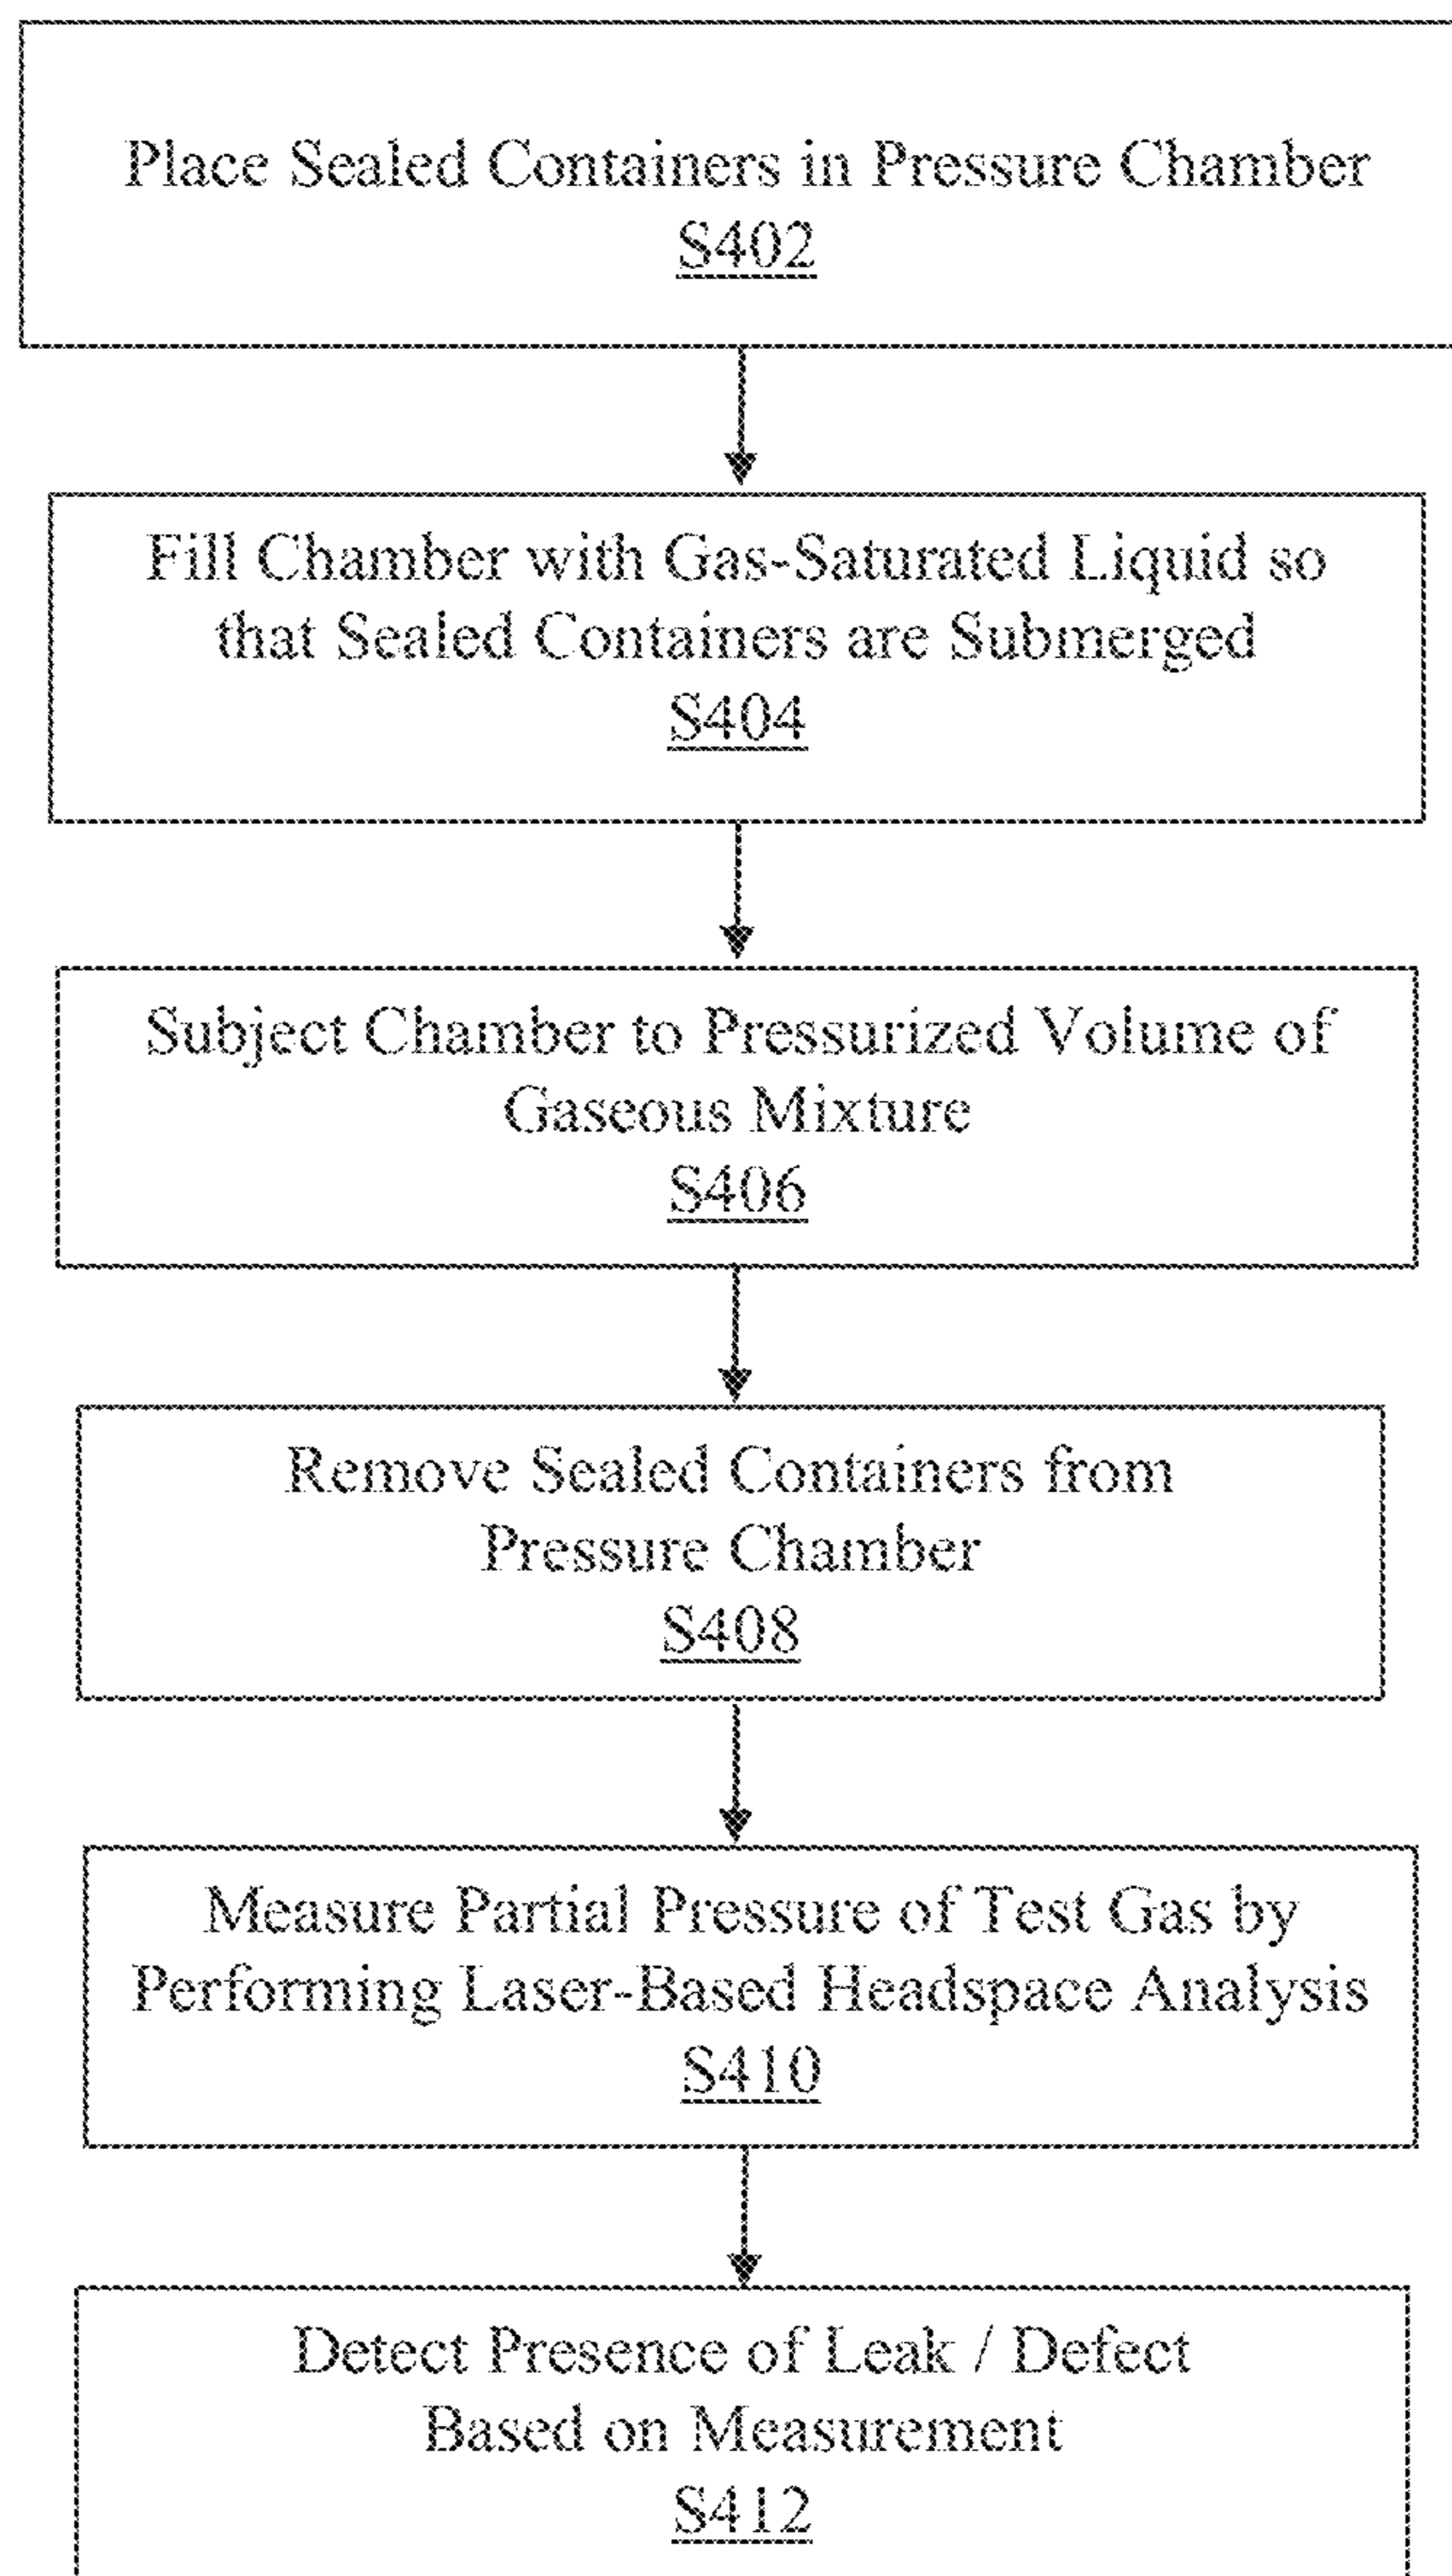 Place Sealed Containers in Pressure Chamber
S402
Fill Chamber with Gas-Saturated Liquid so
that Sealed Containers are Submerged
S404
Subject Chamber to Pressurized Volume of
Gaseous Mixture
S406
Remove Sealed Containers from
Pressure Chamber
S408
Measure Partial Pressure of Test Gas by
Performing Laser-Based Headspace Analysis
S410
Detect Presence of Leak / Defect
Based on Measurement
S412